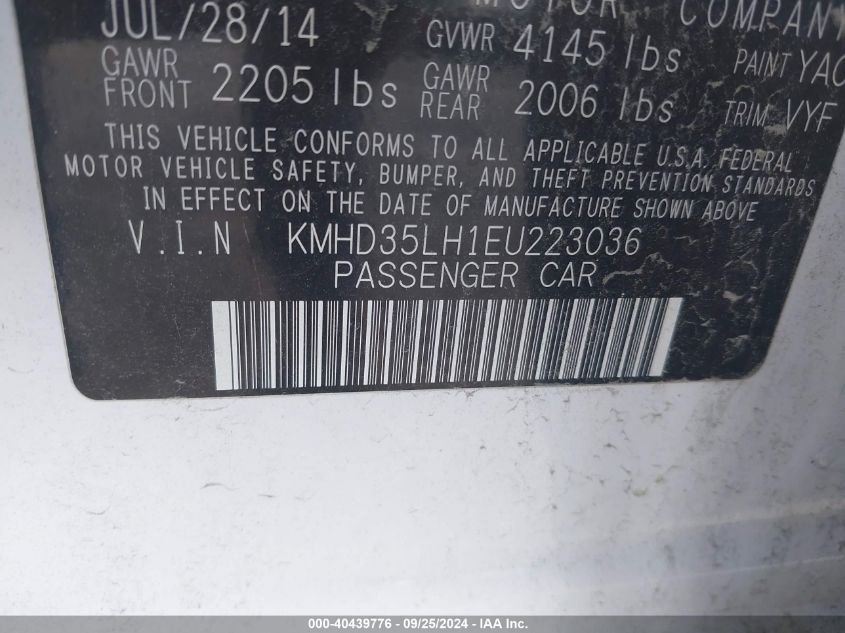 MOTOR COMPANY
JUL/28/14 GVWR 4145 lbs PAINT YAC
GAWR FRONT 2205 lbs GAWR REAR 2006 lbs TRIM VYF
THIS VEHICLE CONFORMS TO ALL APPLICABLE U.S.A. FEDERAL
MOTOR VEHICLE SAFETY, BUMPER, AND THEFT PREVENTION STANDARDS
IN EFFECT ON THE DATE OF MANUFACTURE SHOWN ABOVE
V.I.N KMHD35LH1EU223036
PASSENGER CAR
000-40439776 - 09/25/2024 - IAA Inc.